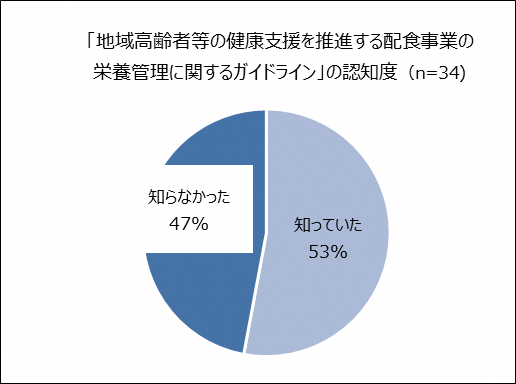 「地域高齢者等の健康支援を推進する配食事業の
栄養管理に関するガイドライン」の認知度（n=34)
知らなかった
47%
知っていた
53%